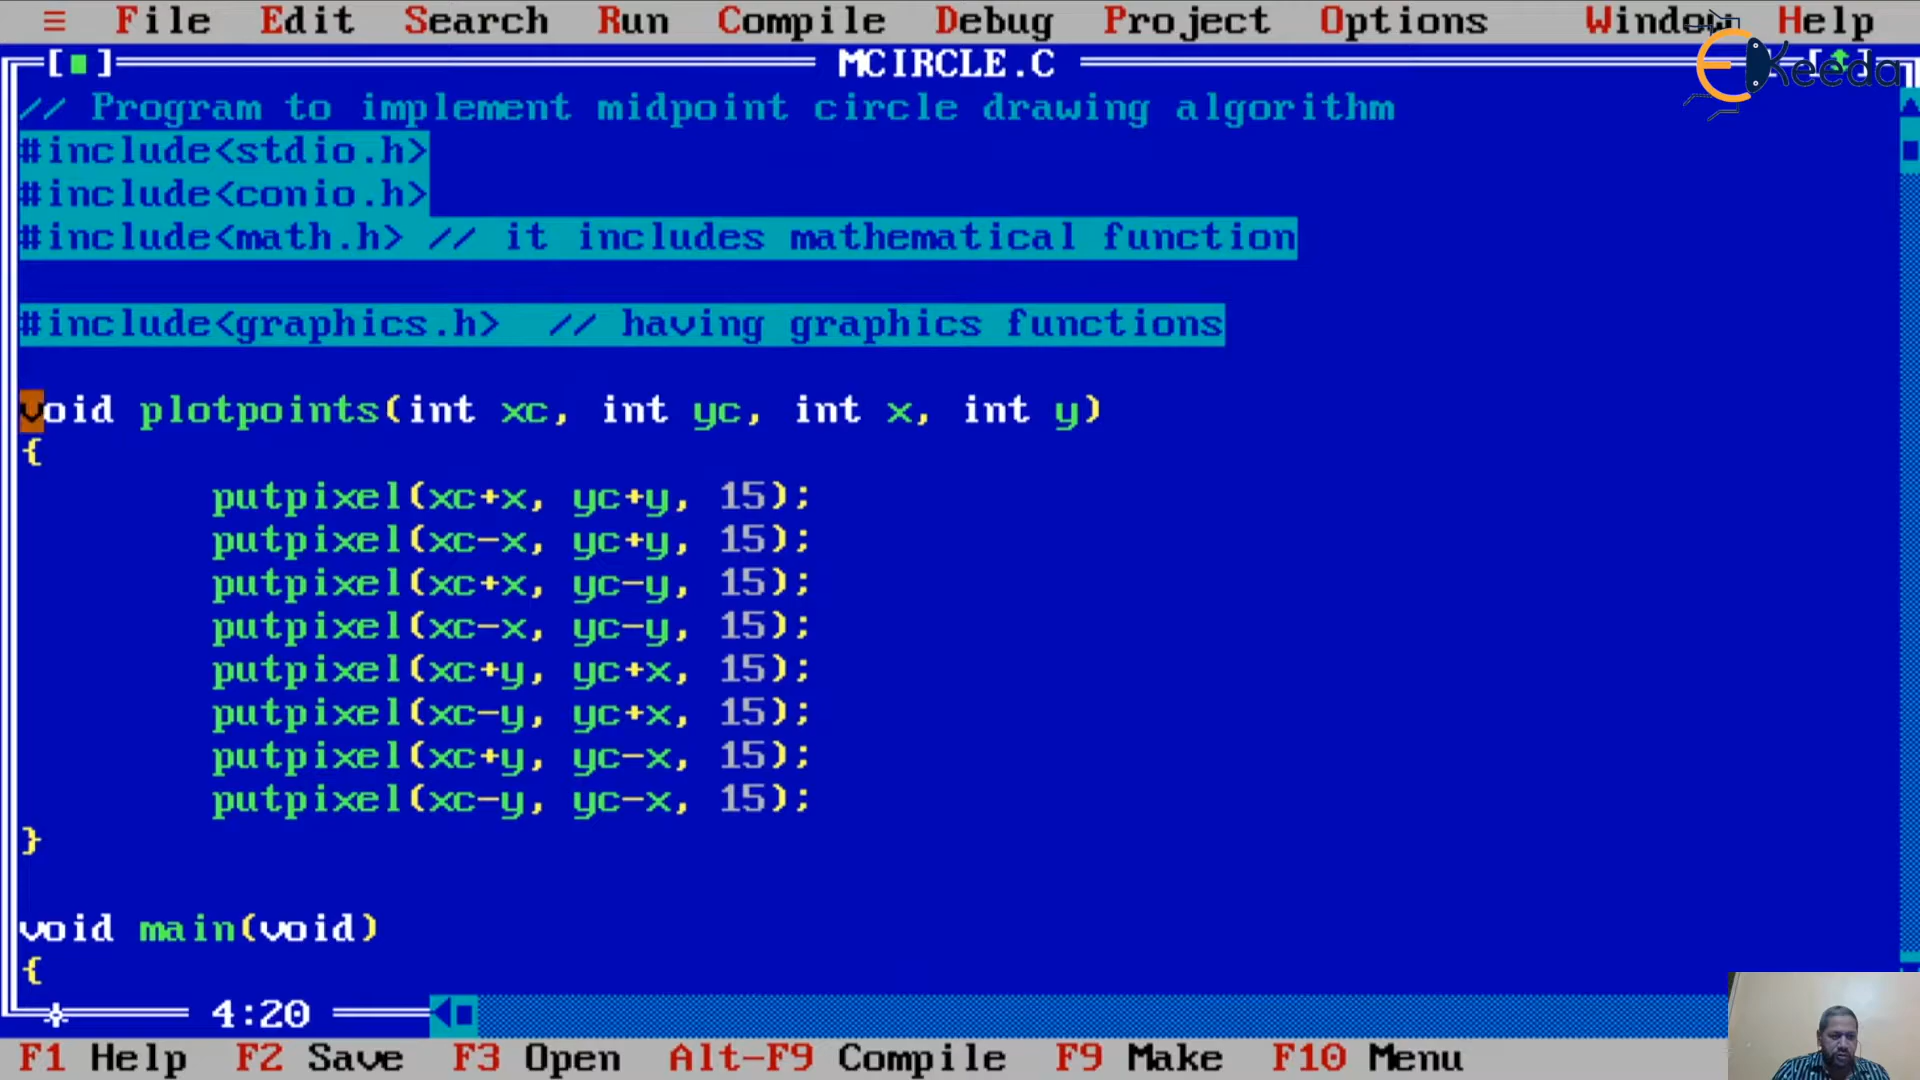 ≡ File Edit Search Run Compile Debug Project Options Window Help
[■] MCIRCLE.C [↑]
Keeda
// Program to implement midpoint circle drawing algorithm
#include<stdio.h>
#include<conio.h>
#include<math.h> // it includes mathematical function
#include<graphics.h>  // having graphics functions
void plotpoints(int xc, int yc, int x, int y)
{
putpixel(xc+x, yc+y, 15);
putpixel(xc-x, yc+y, 15);
putpixel(xc+x, yc-y, 15);
putpixel(xc-x, yc-y, 15);
putpixel(xc+y, yc+x, 15);
putpixel(xc-y, yc+x, 15);
putpixel(xc+y, yc-x, 15);
putpixel(xc-y, yc-x, 15);
}
void main(void)
{
4:20
F1 Help F2 Save F3 Open Alt-F9 Compile F9 Make F10 Menu